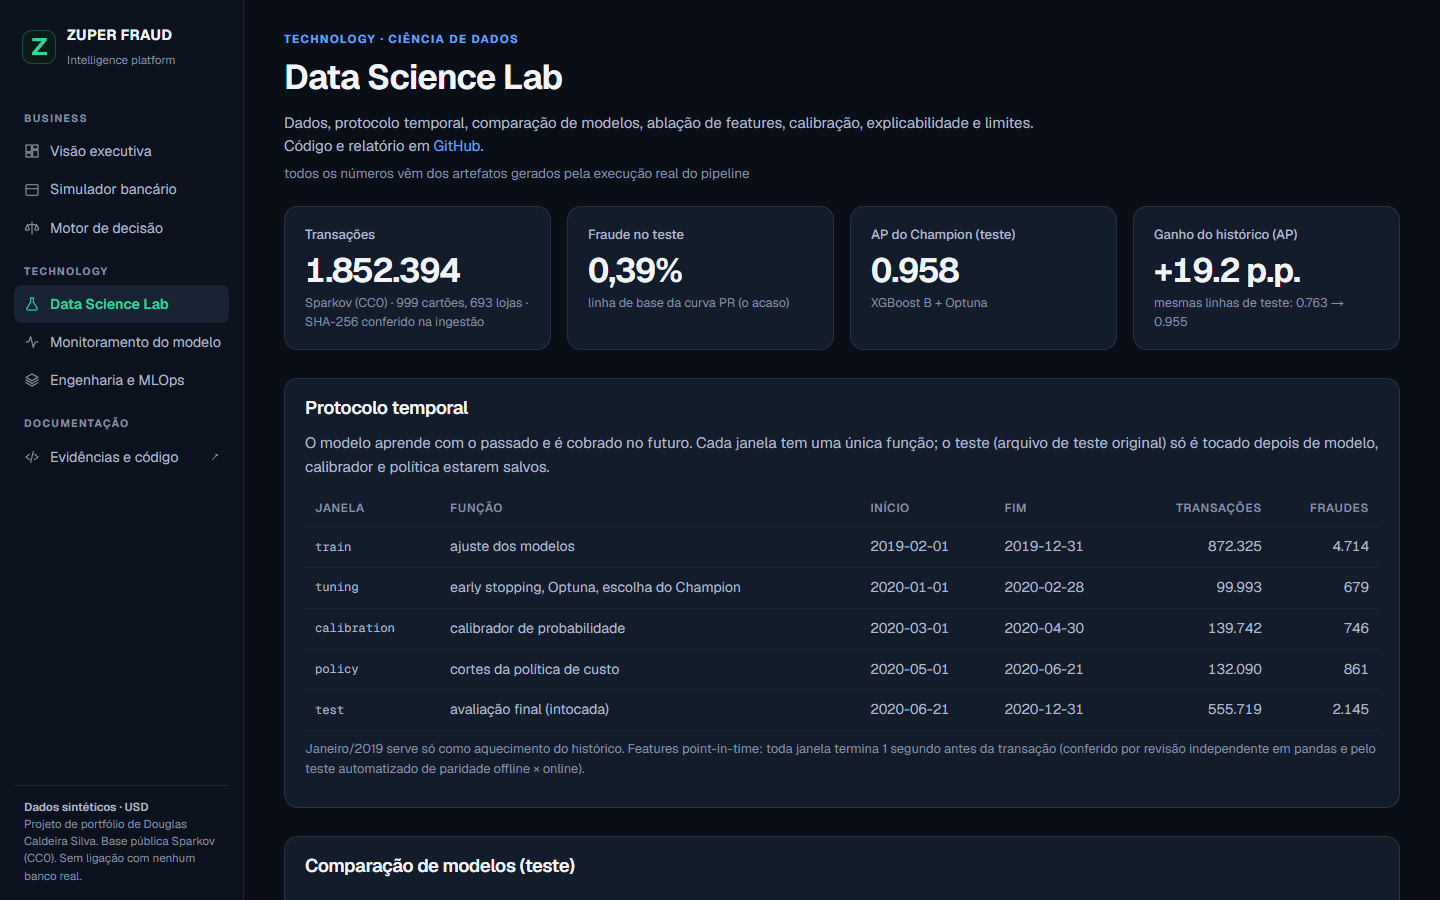 Z
ZUPER FRAUD
Intelligence platform
BUSINESS
Visão executiva
Simulador bancário
Motor de decisão
TECHNOLOGY
Data Science Lab
Monitoramento do modelo
Engenharia e MLOps
DOCUMENTAÇÃO
Evidências e código ↗
Dados sintéticos · USD
Projeto de portfólio de Douglas
Caldeira Silva. Base pública Sparkov
(CC0). Sem ligação com nenhum
banco real.
TECHNOLOGY · CIÊNCIA DE DADOS
Data Science Lab
Dados, protocolo temporal, comparação de modelos, ablação de features, calibração, explicabilidade e limites.
Código e relatório em GitHub.
todos os números vêm dos artefatos gerados pela execução real do pipeline
Transações
1.852.394
Sparkov (CC0) · 999 cartões, 693 lojas ·
SHA-256 conferido na ingestão
Fraude no teste
0,39%
linha de base da curva PR (o acaso)
AP do Champion (teste)
0.958
XGBoost B + Optuna
Ganho do histórico (AP)
+19.2 p.p.
mesmas linhas de teste: 0.763 →
0.955
Protocolo temporal
O modelo aprende com o passado e é cobrado no futuro. Cada janela tem uma única função; o teste (arquivo de teste original) só é tocado depois de modelo,
calibrador e política estarem salvos.
JANELA FUNÇÃO INÍCIO FIM TRANSAÇÕES FRAUDES
train ajuste dos modelos 2019-02-01 2019-12-31 872.325 4.714
tuning early stopping, Optuna, escolha do Champion 2020-01-01 2020-02-28 99.993 679
calibration calibrador de probabilidade 2020-03-01 2020-04-30 139.742 746
policy cortes da política de custo 2020-05-01 2020-06-21 132.090 861
test avaliação final (intocada) 2020-06-21 2020-12-31 555.719 2.145
Janeiro/2019 serve só como aquecimento do histórico. Features point-in-time: toda janela termina 1 segundo antes da transação (conferido por revisão independente em pandas e pelo
teste automatizado de paridade offline × online).
Comparação de modelos (teste)